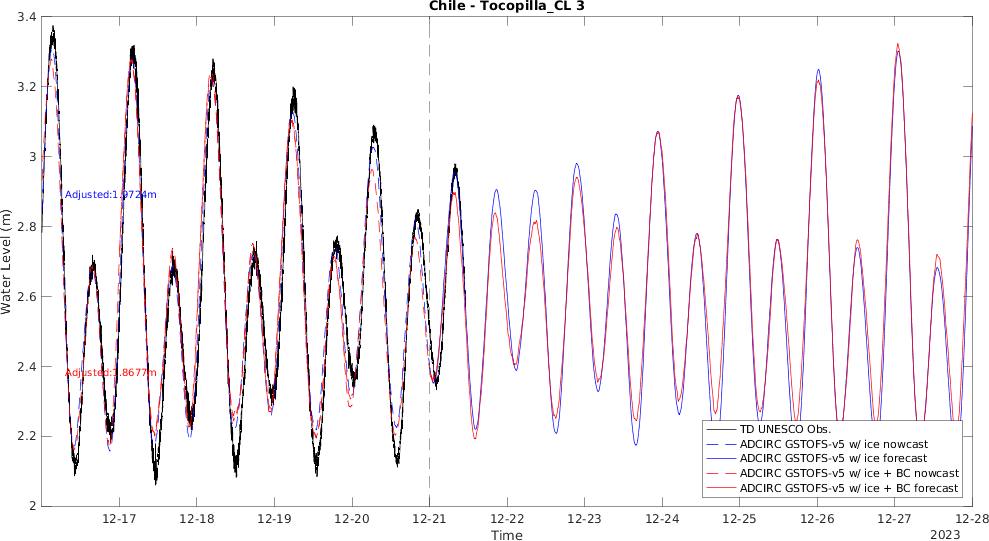 Chile - Tocopilla_CL 3
3.4
3.2
3
2.8
2.6
2.4
2.2
2
Water Level (m)
Adjusted:1.9724m
Adjusted:1.8677m
TD UNESCO Obs.
ADCIRC GSTOFS-v5 w/ ice nowcast
ADCIRC GSTOFS-v5 w/ ice forecast
ADCIRC GSTOFS-v5 w/ ice + BC nowcast
ADCIRC GSTOFS-v5 w/ ice + BC forecast
12-17 12-18 12-19 12-20 12-21 12-22 12-23 12-24 12-25 12-26 12-27 12-28
Time
2023